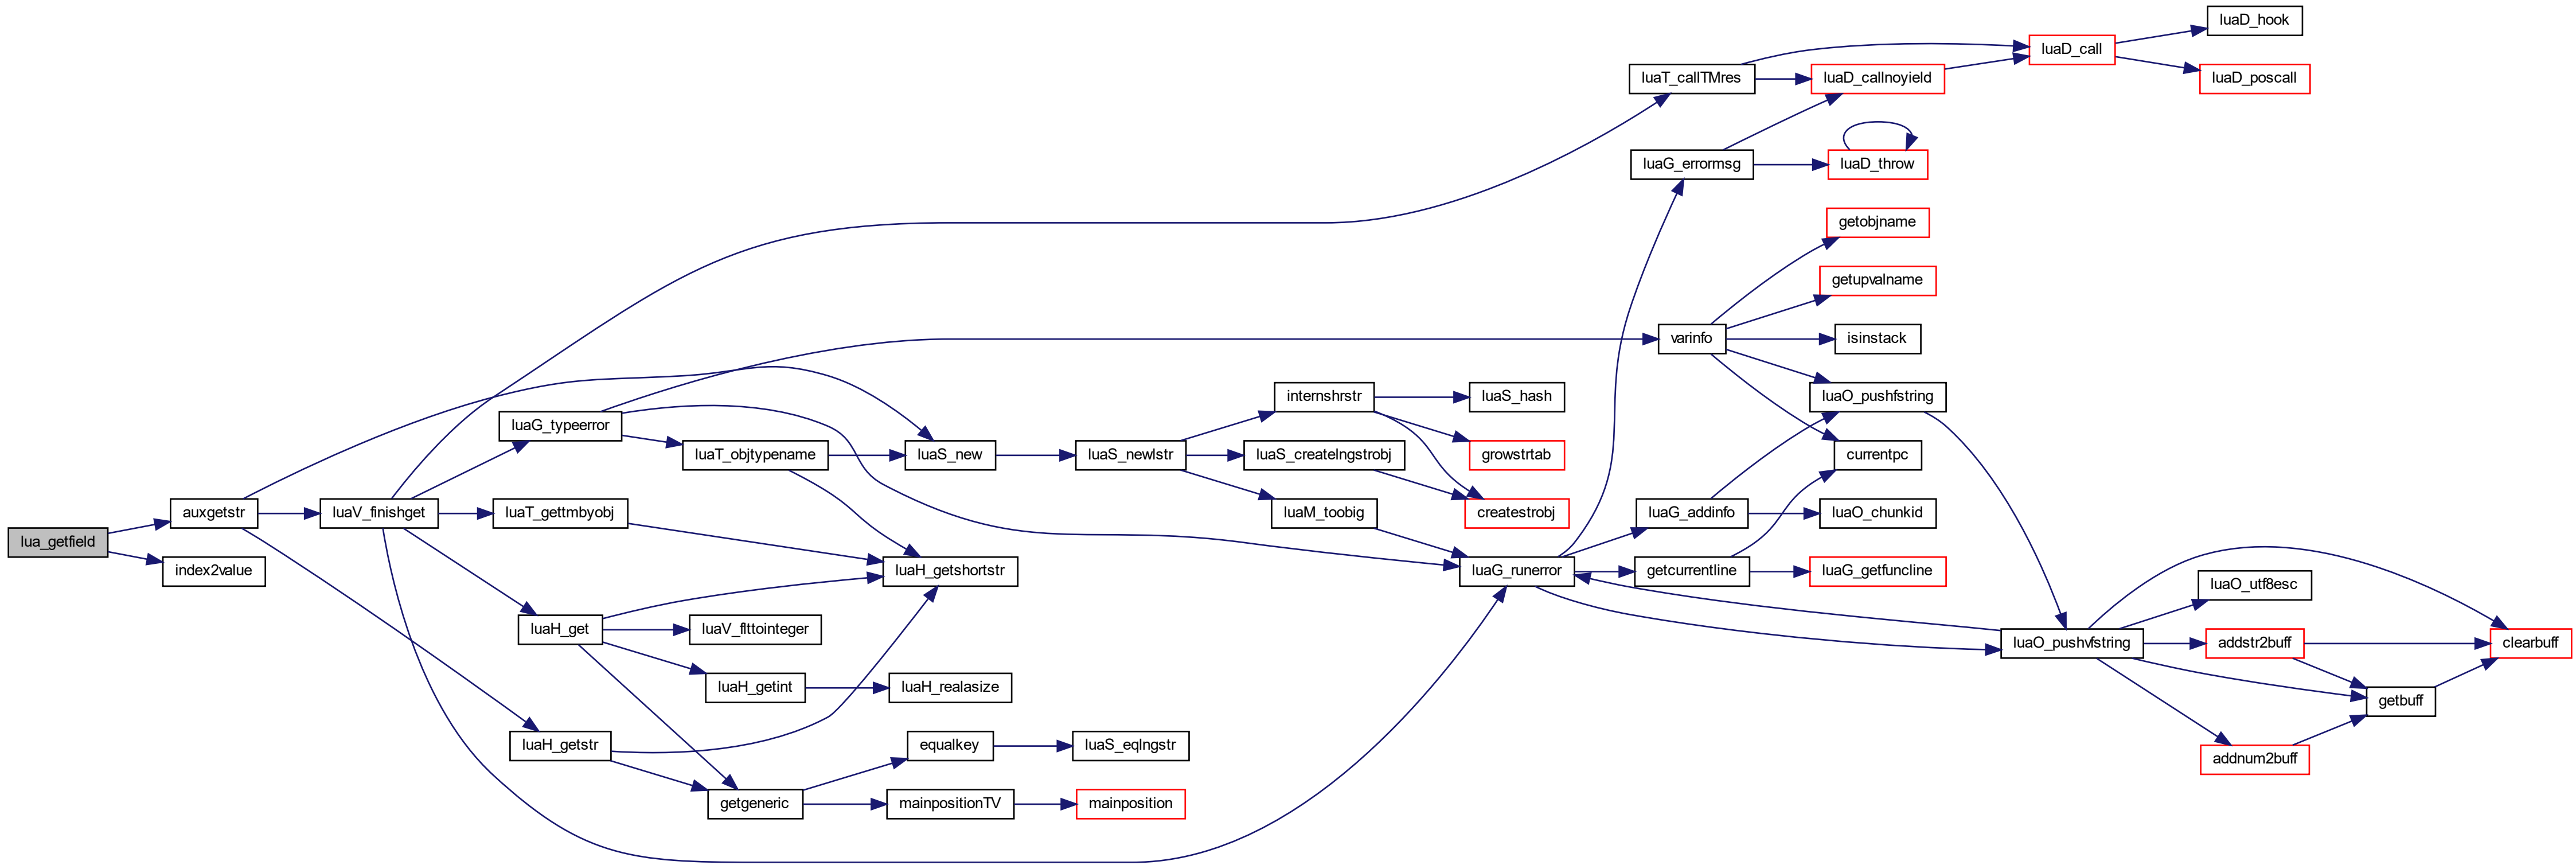 luaD_hook
luaD_call
luaT_callTMres
luaD_callnoyield
luaD_poscall
luaG_errormsg
luaD_throw
getobjname
getupvalname
varinfo
isinstack
luaO_pushfstring
internshrstr
luaS_hash
luaG_typeerror
luaT_objtypename
luaS_new
luaS_newlstr
luaS_createlngstrobj
growstrtab
currentpc
auxgetstr
luaV_finishget
luaT_gettmbyobj
luaM_toobig
createstrobj
luaG_addinfo
luaO_chunkid
lua_getfield
index2value
luaH_getshortstr
luaG_runerror
getcurrentline
luaG_getfuncline
luaO_utf8esc
luaH_get
luaV_flttointeger
luaO_pushvfstring
addstr2buff
clearbuff
luaH_getint
luaH_realasize
getbuff
luaH_getstr
equalkey
luaS_eqlngstr
addnum2buff
getgeneric
mainpositionTV
mainposition